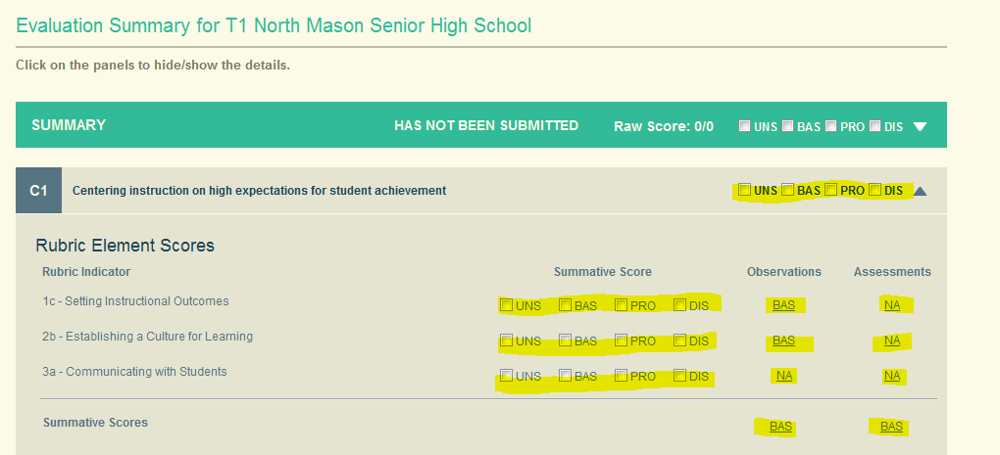 Evaluation Summary for T1 North Mason Senior High School
Click on the panels to hide/show the details.
SUMMARY HAS NOT BEEN SUBMITTED Raw Score: 0/0 UNS BAS PRO DIS
C1 Centering instruction on high expectations for student achievement UNS BAS PRO DIS
Rubric Element Scores
Rubric Indicator Summative Score Observations Assessments
1c - Setting Instructional Outcomes UNS BAS PRO DIS BAS NA
2b - Establishing a Culture for Learning UNS BAS PRO DIS BAS NA
3a - Communicating with Students UNS BAS PRO DIS NA NA
Summative Scores BAS BAS